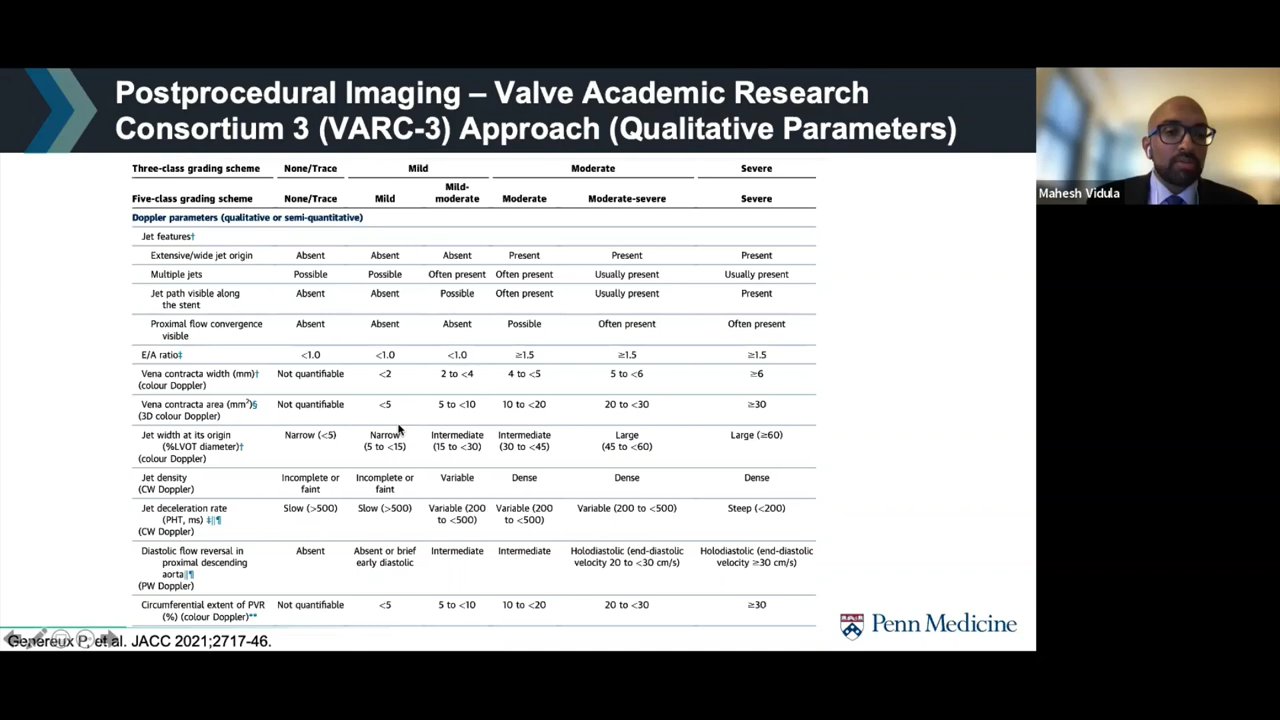 Postprocedural Imaging – Valve Academic Research
Consortium 3 (VARC-3) Approach (Qualitative Parameters)
Mahesh Vidula
Three-class grading scheme None/Trace Mild Moderate Severe
Five-class grading scheme None/Trace Mild Mild-moderate Moderate Moderate-severe Severe
Doppler parameters (qualitative or semi-quantitative)
Jet features†
Extensive/wide jet origin Absent Absent Absent Present Present Present
Multiple jets Possible Possible Often present Often present Usually present Usually present
Jet path visible along the stent Absent Absent Possible Often present Usually present Present
Proximal flow convergence visible Absent Absent Absent Possible Often present Often present
E/A ratio‡ <1.0 <1.0 <1.0 ≥1.5 ≥1.5 ≥1.5
Vena contracta width (mm)† (colour Doppler) Not quantifiable <2 2 to <4 4 to <5 5 to <6 ≥6
Vena contracta area (mm²)§ (3D colour Doppler) Not quantifiable <5 5 to <10 10 to <20 20 to <30 ≥30
Jet width at its origin (%LVOT diameter)† (colour Doppler) Narrow (<5) Narrow (5 to <15) Intermediate (15 to <30) Intermediate (30 to <45) Large (45 to <60) Large (≥60)
Jet density (CW Doppler) Incomplete or faint Incomplete or faint Variable Dense Dense Dense
Jet deceleration rate (PHT, ms) ‡||¶ (CW Doppler) Slow (>500) Slow (>500) Variable (200 to <500) Variable (200 to <500) Variable (200 to <500) Steep (<200)
Diastolic flow reversal in proximal descending aorta||¶ (PW Doppler) Absent Absent or brief early diastolic Intermediate Intermediate Holodiastolic (end-diastolic velocity 20 to <30 cm/s) Holodiastolic (end-diastolic velocity ≥30 cm/s)
Circumferential extent of PVR (%) (colour Doppler)** Not quantifiable <5 5 to <10 10 to <20 20 to <30 ≥30
Genereux P, et al. JACC 2021;2717-46.
Penn Medicine